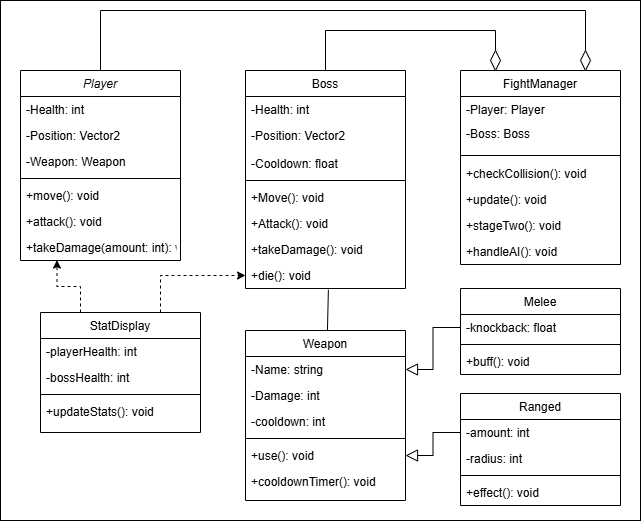 Player
-Health: int
-Position: Vector2
-Weapon: Weapon
+move(): void
+attack(): void
+takeDamage(amount: int):
Boss
-Health: int
-Position: Vector2
-Cooldown: float
+Move(): void
+Attack(): void
+takeDamage(): void
+die(): void
FightManager
-Player: Player
-Boss: Boss
+checkCollision(): void
+update(): void
+stageTwo(): void
+handleAI(): void
StatDisplay
-playerHealth: int
-bossHealth: int
+updateStats(): void
Weapon
-Name: string
-Damage: int
-cooldown: int
+use(): void
+cooldownTimer(): void
Melee
-knockback: float
+buff(): void
Ranged
-amount: int
-radius: int
+effect(): void